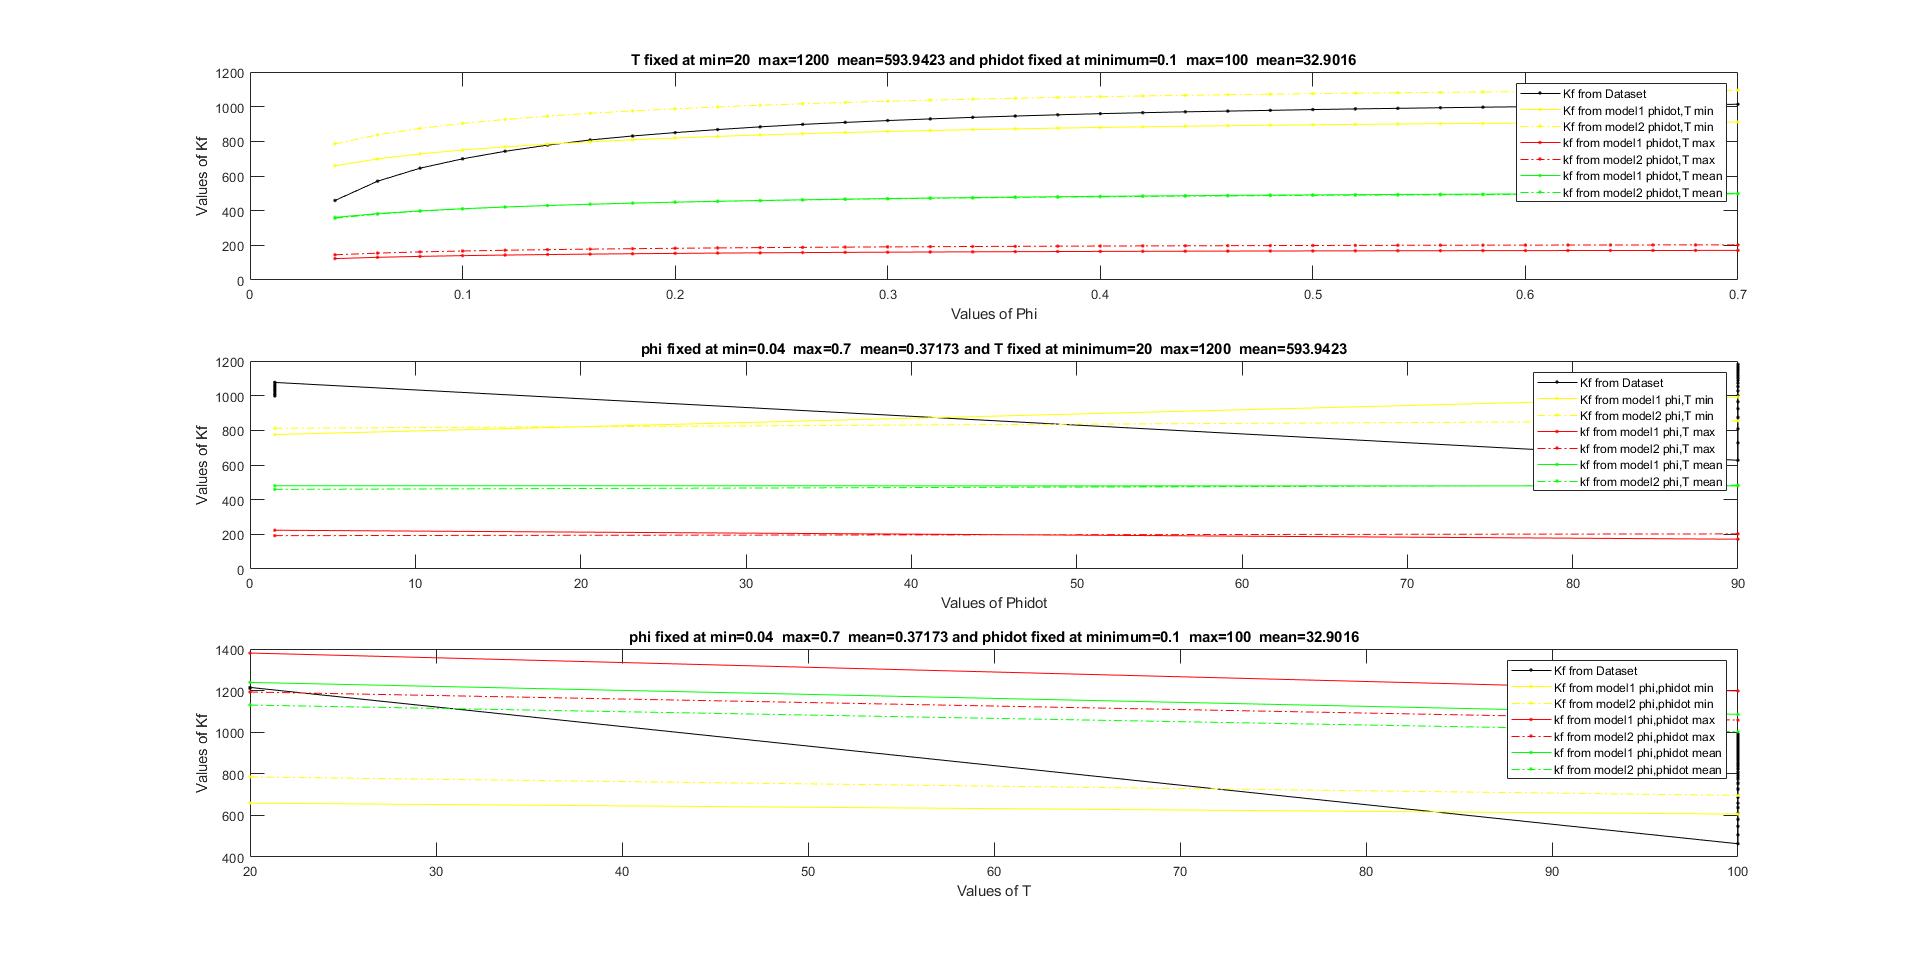 T fixed at min=20  max=1200  mean=593.9423 and phidot fixed at minimum=0.1  max=100  mean=32.9016
1200
1000
800
600
400
200
0
Values of Kf
0
0.1
0.2
0.3
0.4
0.5
0.6
0.7
Values of Phi
Kf from Dataset
Kf from model1 phidot,T min
Kf from model2 phidot,T min
kf from model1 phidot,T max
kf from model2 phidot,T max
kf from model1 phidot,T mean
kf from model2 phidot,T mean
phi fixed at min=0.04  max=0.7  mean=0.37173 and T fixed at minimum=20  max=1200  mean=593.9423
1200
1000
800
600
400
200
0
Values of Kf
0
10
20
30
40
50
60
70
80
90
Values of Phidot
Kf from Dataset
Kf from model1 phi,T min
Kf from model2 phi,T min
kf from model1 phi,T max
kf from model2 phi,T max
kf from model1 phi,T mean
kf from model2 phi,T mean
phi fixed at min=0.04  max=0.7  mean=0.37173 and phidot fixed at minimum=0.1  max=100  mean=32.9016
1400
1200
1000
800
600
400
Values of Kf
20
30
40
50
60
70
80
90
100
Values of T
Kf from Dataset
Kf from model1 phi,phidot min
Kf from model2 phi,phidot min
kf from model1 phi,phidot max
kf from model2 phi,phidot max
kf from model1 phi,phidot mean
kf from model2 phi,phidot mean